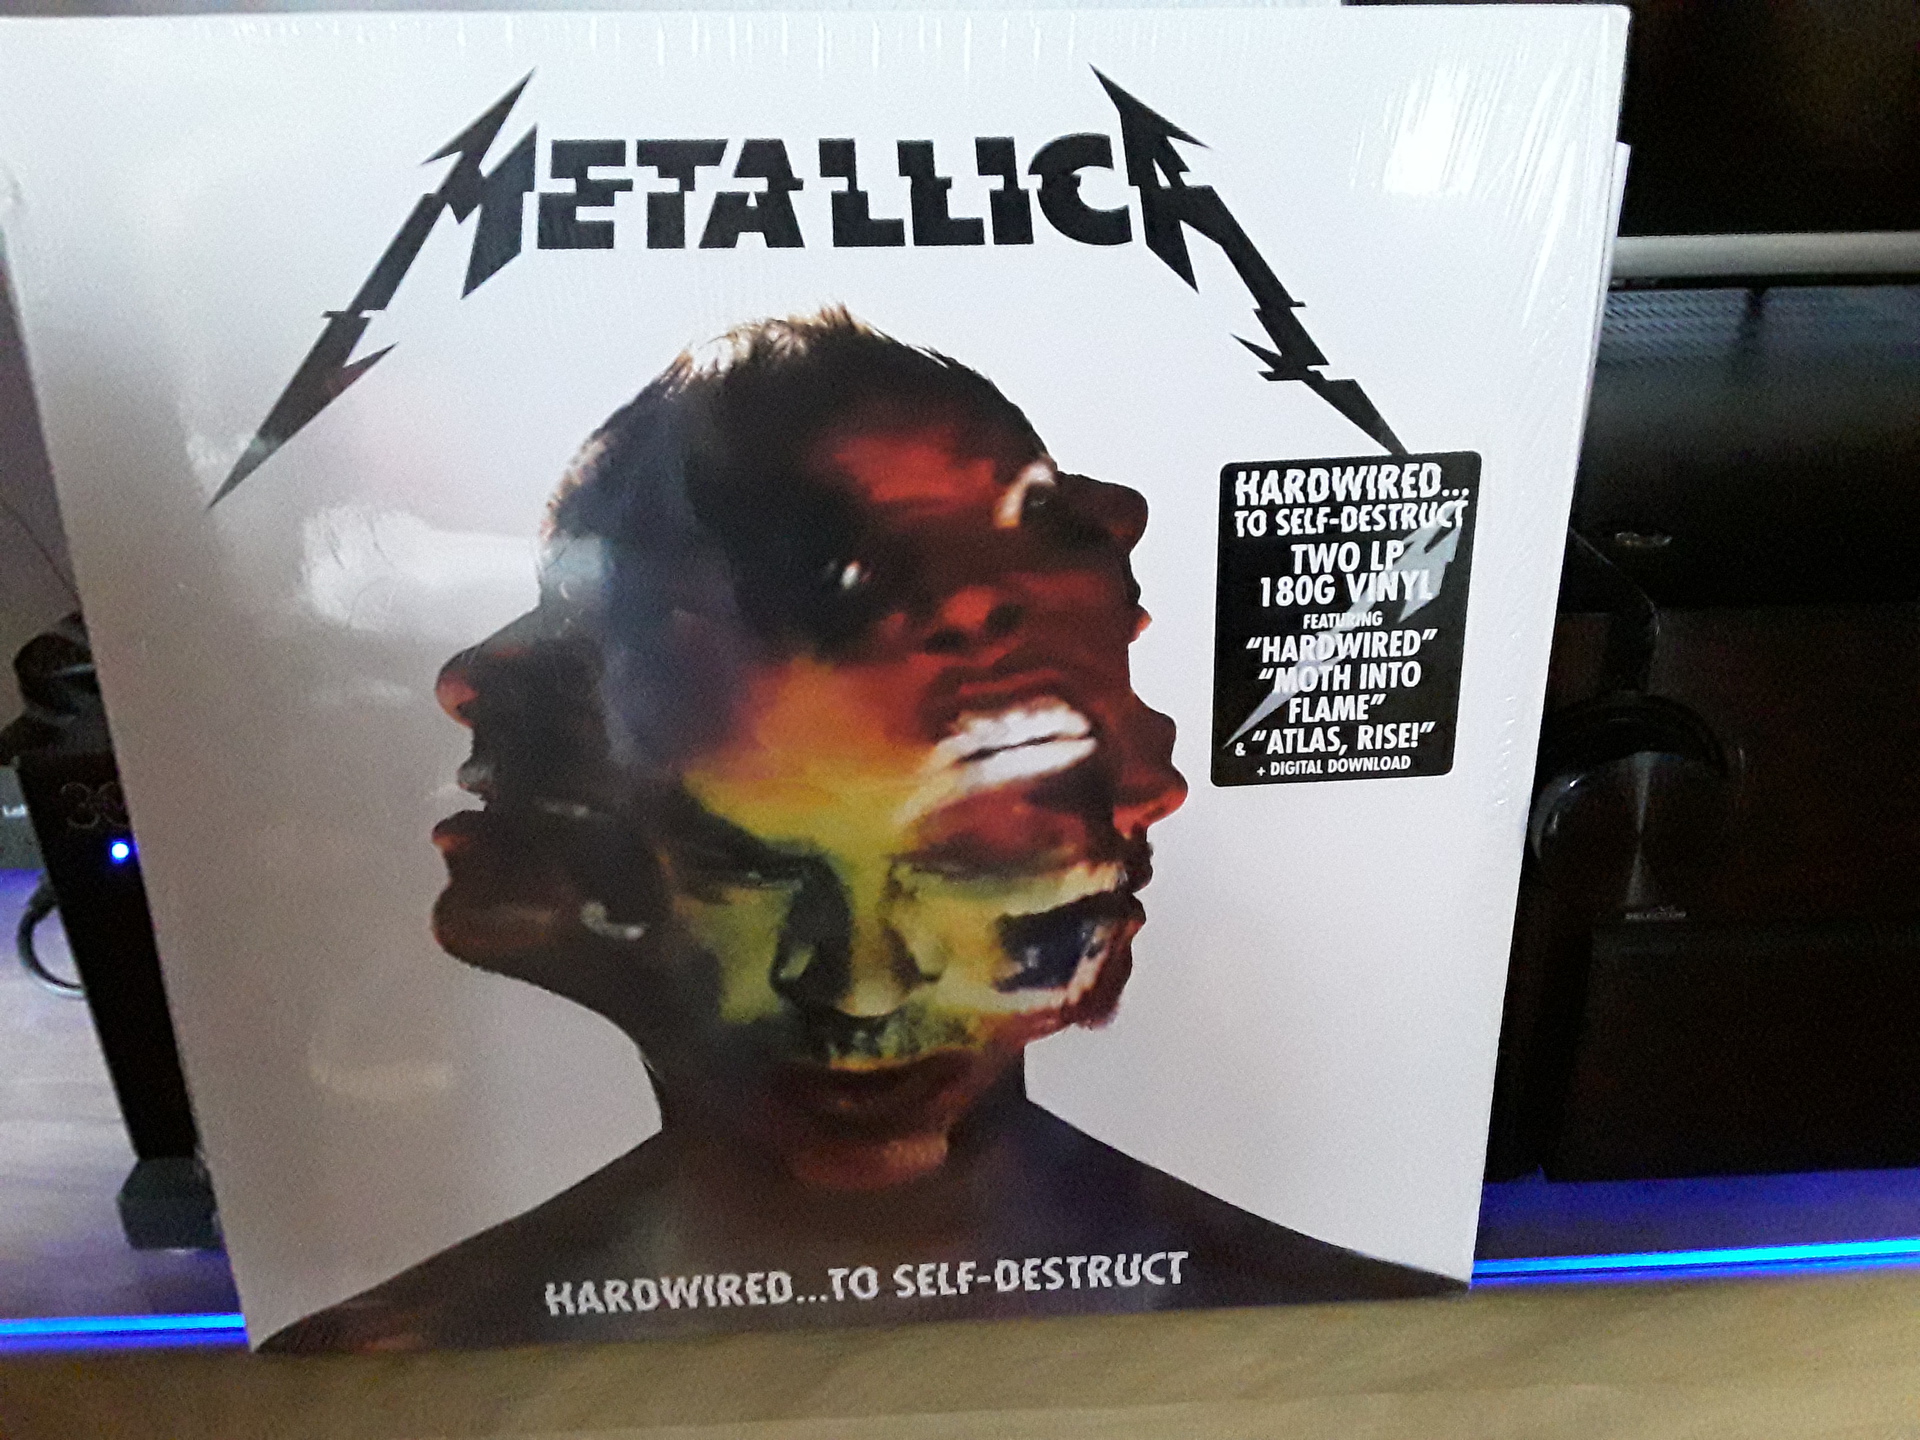 METALLICA
HARDWIRED...
TO SELF-DESTRUCT
TWO LP
180G VINYL
FEATURING
"HARDWIRED"
"MOTH INTO
FLAME"
& "ATLAS, RISE!"
+ DIGITAL DOWNLOAD
SELECTOR
HARDWIRED...TO SELF-DESTRUCT